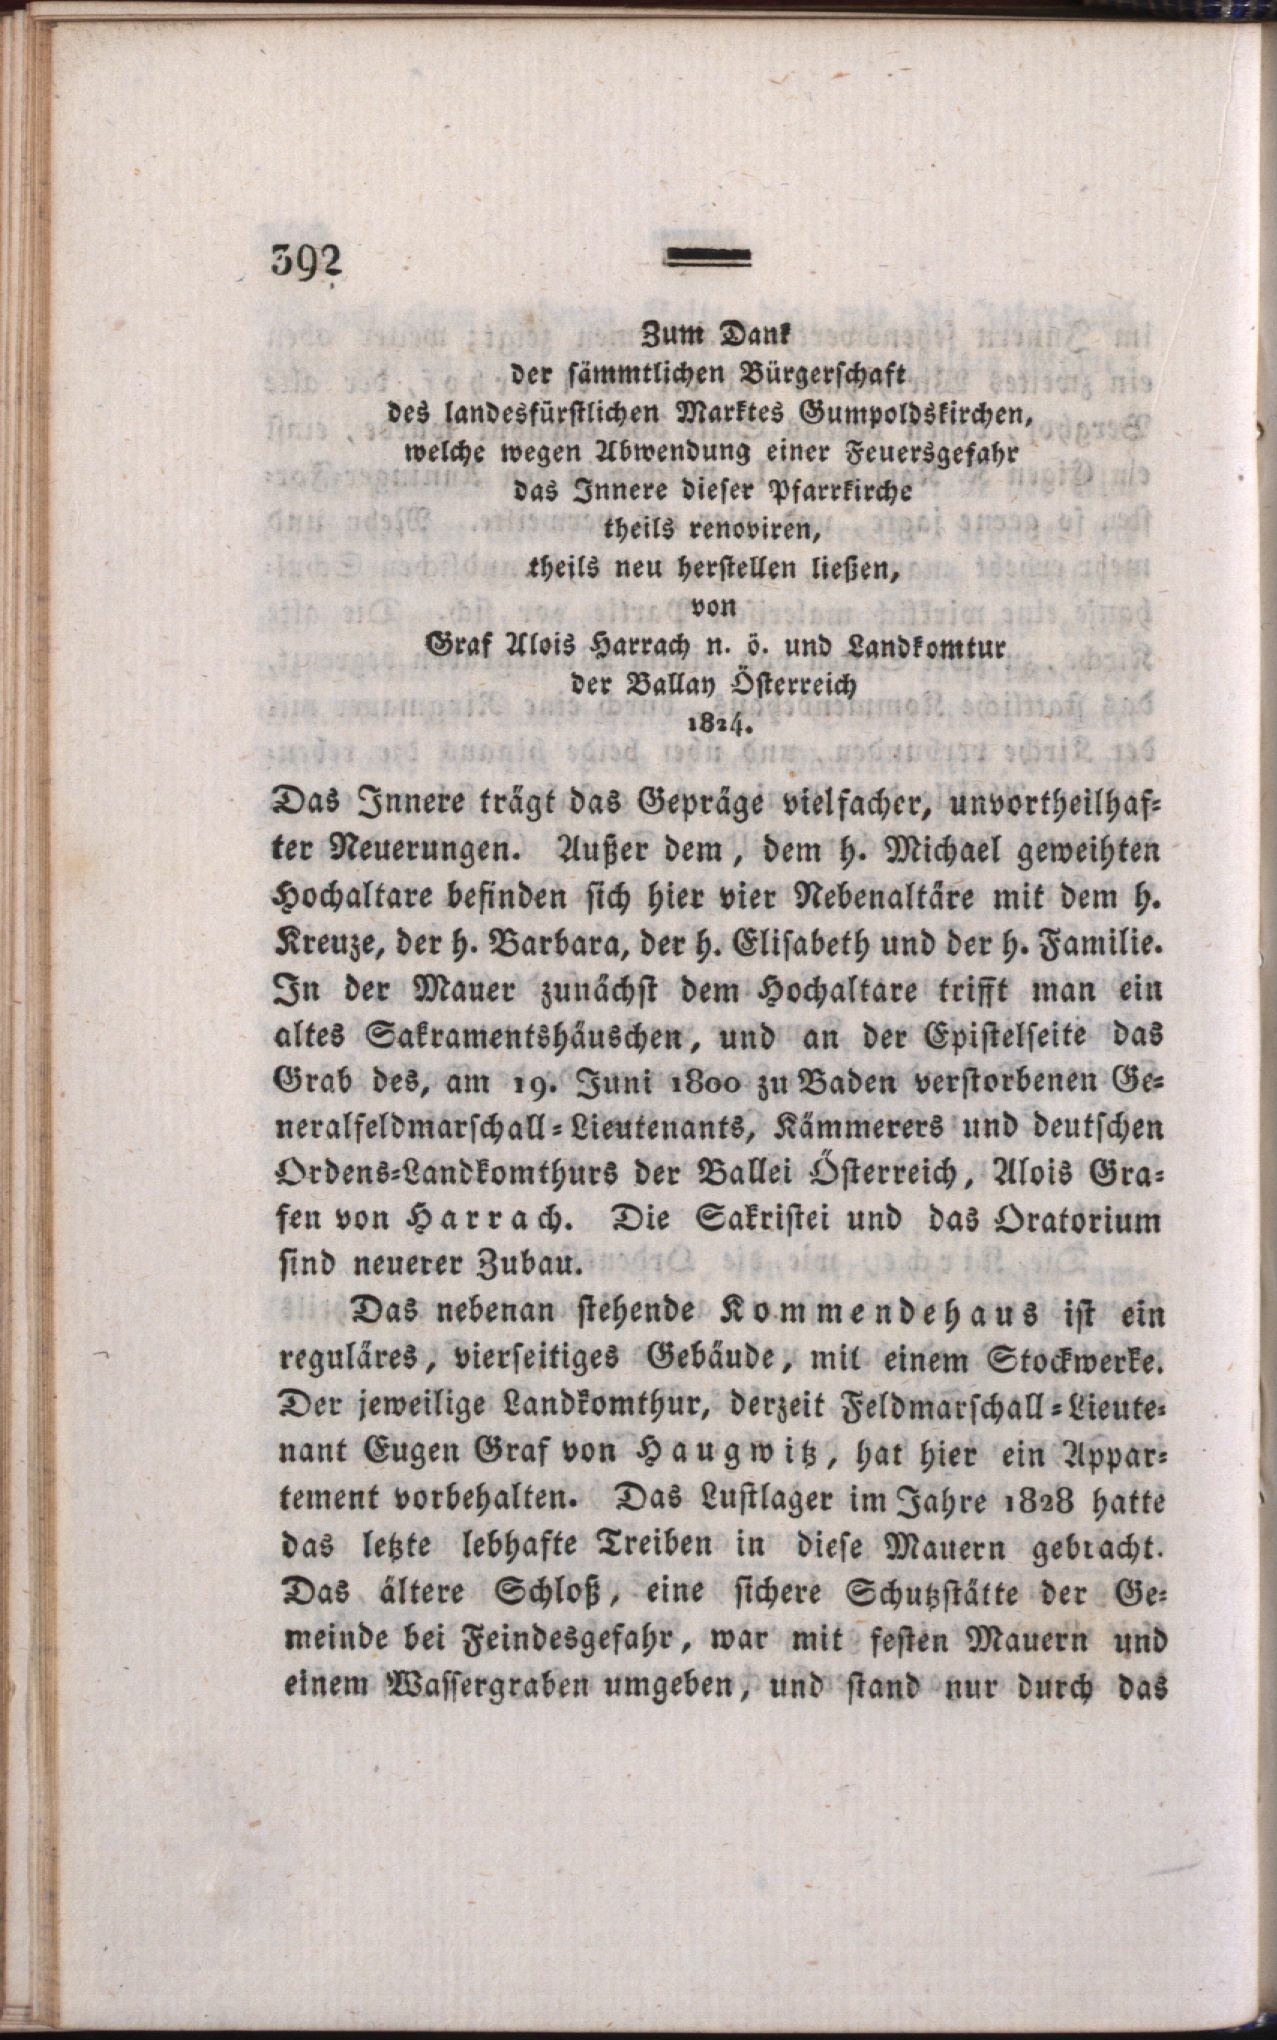 392
Zum Dank
der sämmtlichen Bürgerschaft
des landesfürstlichen Marktes Gumpoldskirchen,
welche wegen Abwendung einer Feuersgefahr
das Innere dieser Pfarrkirche
theils renoviren,
theils neu herstellen ließen,
von
Graf Alois Harrach n. ö. und Landkomtur
der Ballay Österreich
1824.
Das Innere trägt das Gepräge vielfacher, unvortheilhaf-
ter Neuerungen. Außer dem, dem h. Michael geweihten
Hochaltare befinden sich hier vier Nebenaltäre mit dem h.
Kreuze, der h. Barbara, der h. Elisabeth und der h. Familie.
In der Mauer zunächst dem Hochaltare trifft man ein
altes Sakramentshäuschen, und an der Epistelseite das
Grab des, am 19. Juni 1800 zu Baden verstorbenen Ge-
neralfeldmarschall-Lieutenants, Kämmerers und deutschen
Ordens-Landkomthurs der Ballei Österreich, Alois Gra-
fen von Harrach. Die Sakristei und das Oratorium
sind neuerer Zubau.
Das nebenan stehende Kommendehaus ist ein
reguläres, vierseitiges Gebäude, mit einem Stockwerke.
Der jeweilige Landkomthur, derzeit Feldmarschall-Lieute-
nant Eugen Graf von Haugwitz, hat hier ein Appar-
tement vorbehalten. Das Lustlager im Jahre 1828 hatte
das letzte lebhafte Treiben in diese Mauern gebracht.
Das ältere Schloß, eine sichere Schutzstätte der Ge-
meinde bei Feindesgefahr, war mit festen Mauern und
einem Wassergraben umgeben, und stand nur durch das